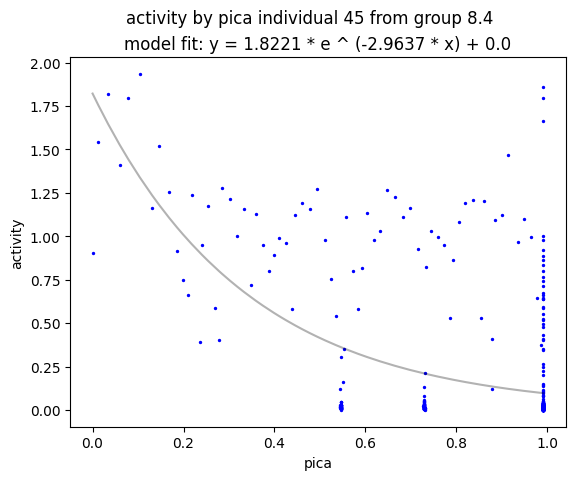 activity by pica individual 45 from group 8.4
model fit: y = 1.8221 * e ^ (-2.9637 * x) + 0.0
2.00
1.75
1.50
1.25
1.00
0.75
0.50
0.25
0.00
activity
0.0 0.2 0.4 0.6 0.8 1.0
pica